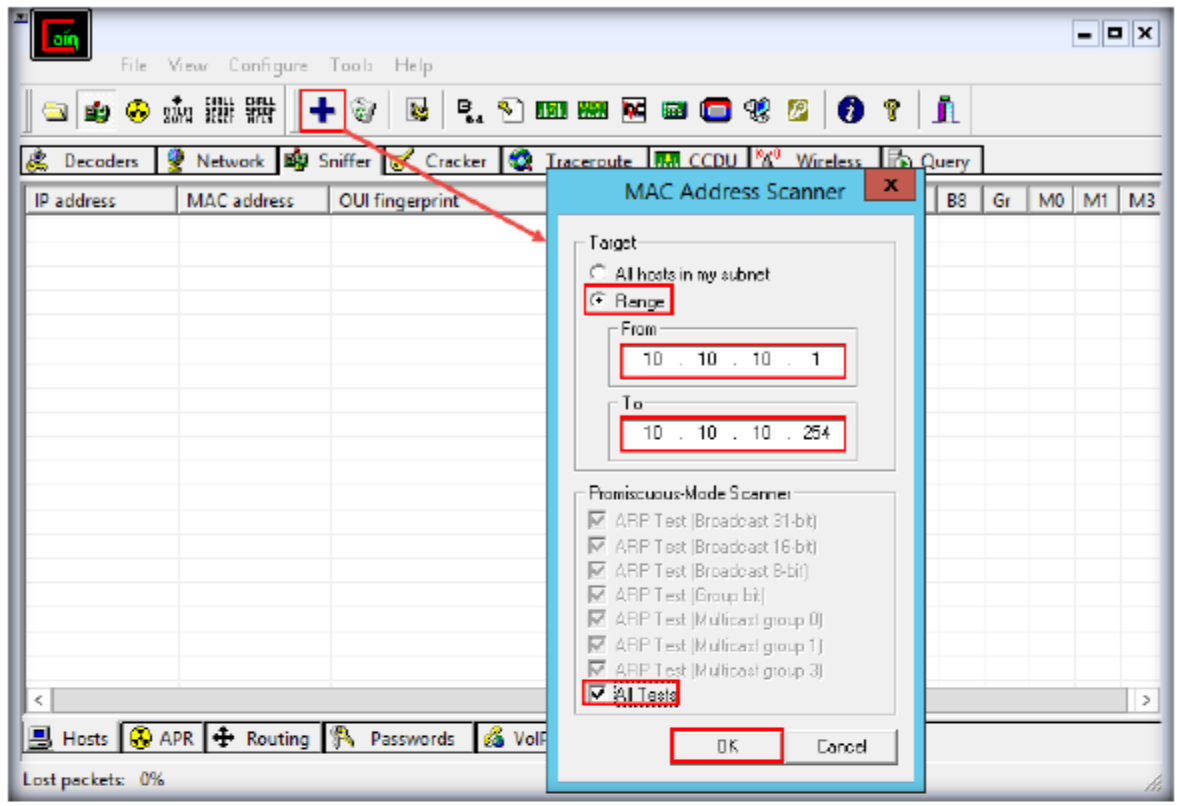 Cain
File View Configure Tools Help
Decoders Network Sniffer Cracker Traceroute CCDU Wireless Query
IP address MAC address OUI fingerprint B8 Gr M0 M1 M3
MAC Address Scanner
x
Target
All hosts in my subnet
Range
From
10 . 10 . 10 . 1
To
10 . 10 . 10 . 254
Promiscuous-Mode Scanner
ARP Test (Broadcast 31-bit)
ARP Test (Broadcast 16-bit)
ARP Test (Broadcast 8-bit)
ARP Test (Group bit)
ARP Test (Multicast group 0)
ARP Test (Multicast group 1)
ARP Test (Multicast group 3)
All Tests
OK Cancel
Hosts APR Routing Passwords VoIP
Lost packets: 0%